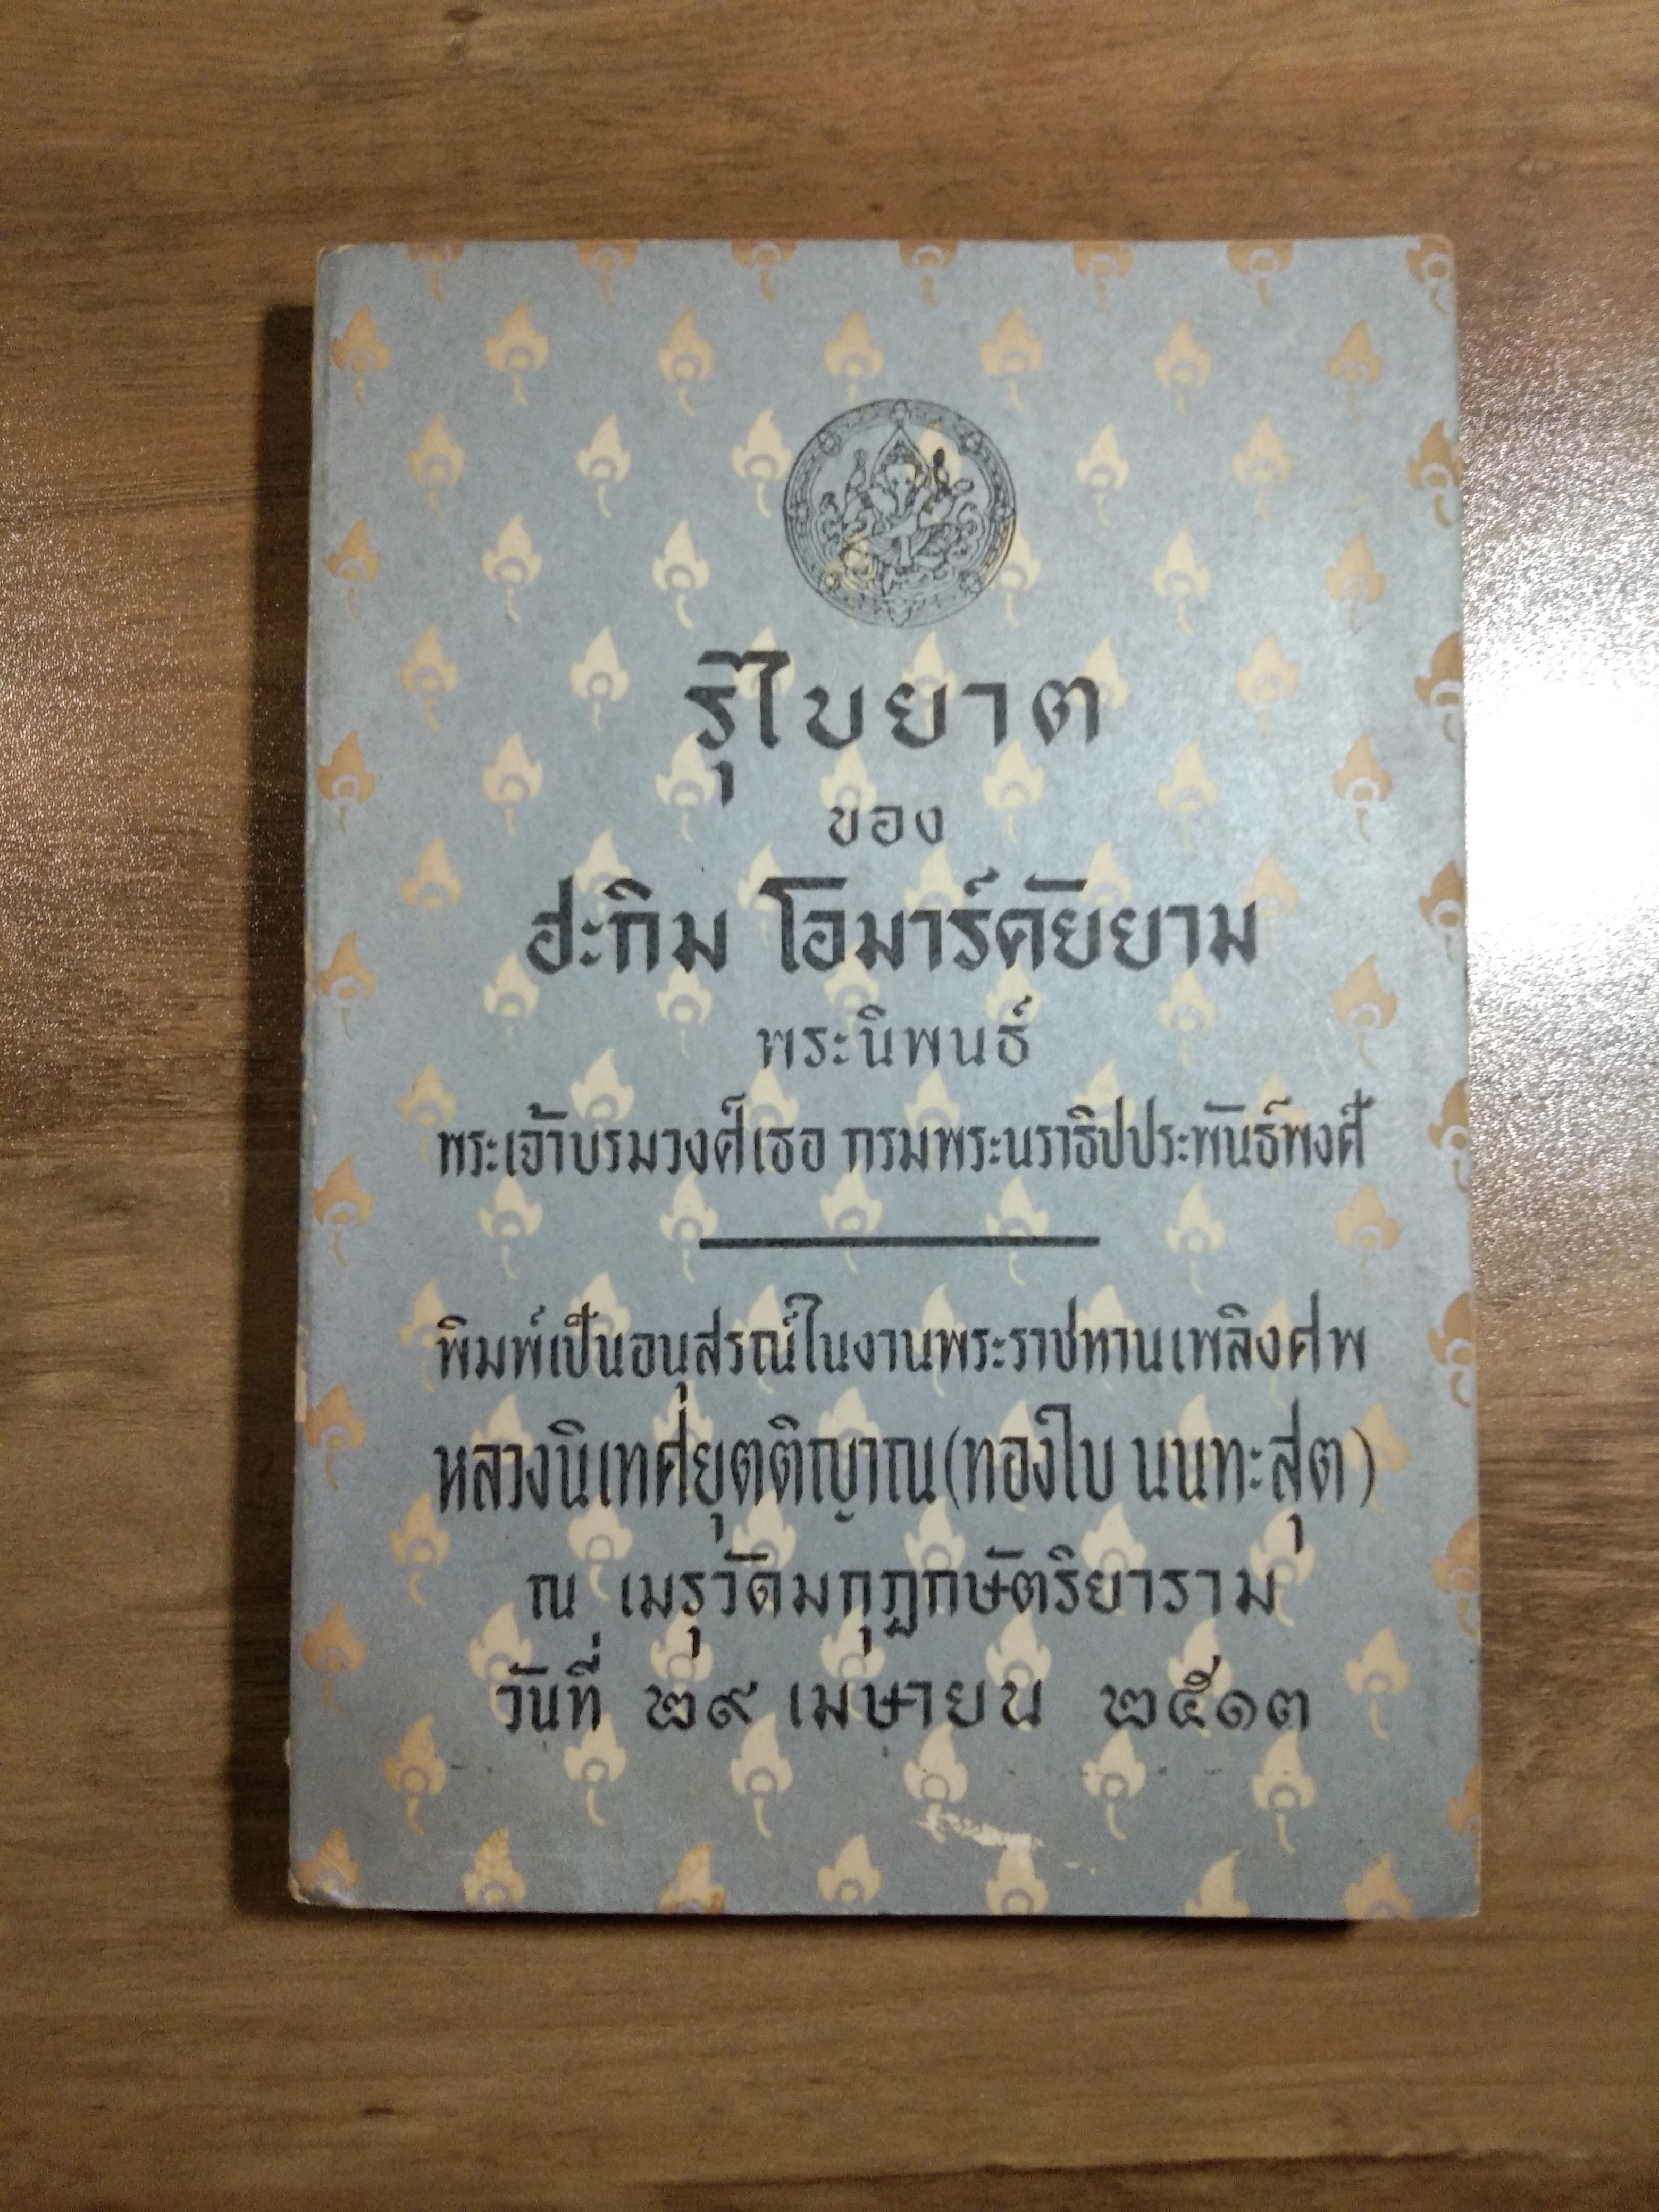 รุไบยาต
ของ
ฮะกิม โอมาร์คัยยาม
พระนิพนธ์
พระเจ้าบรมวงศ์เธอ กรมพระนราธิปประพันธ์พงศ์
พิมพ์เป็นอนุสรณ์ในงานพระราชทานเพลิงศพ
หลวงนิเทศยุตติญาณ (ทองใบ นนทะสุต)
ณ เมรุวัดมกุฏกษัตริยาราม
วันที่ ๒๙ เมษายน ๒๕๑๓